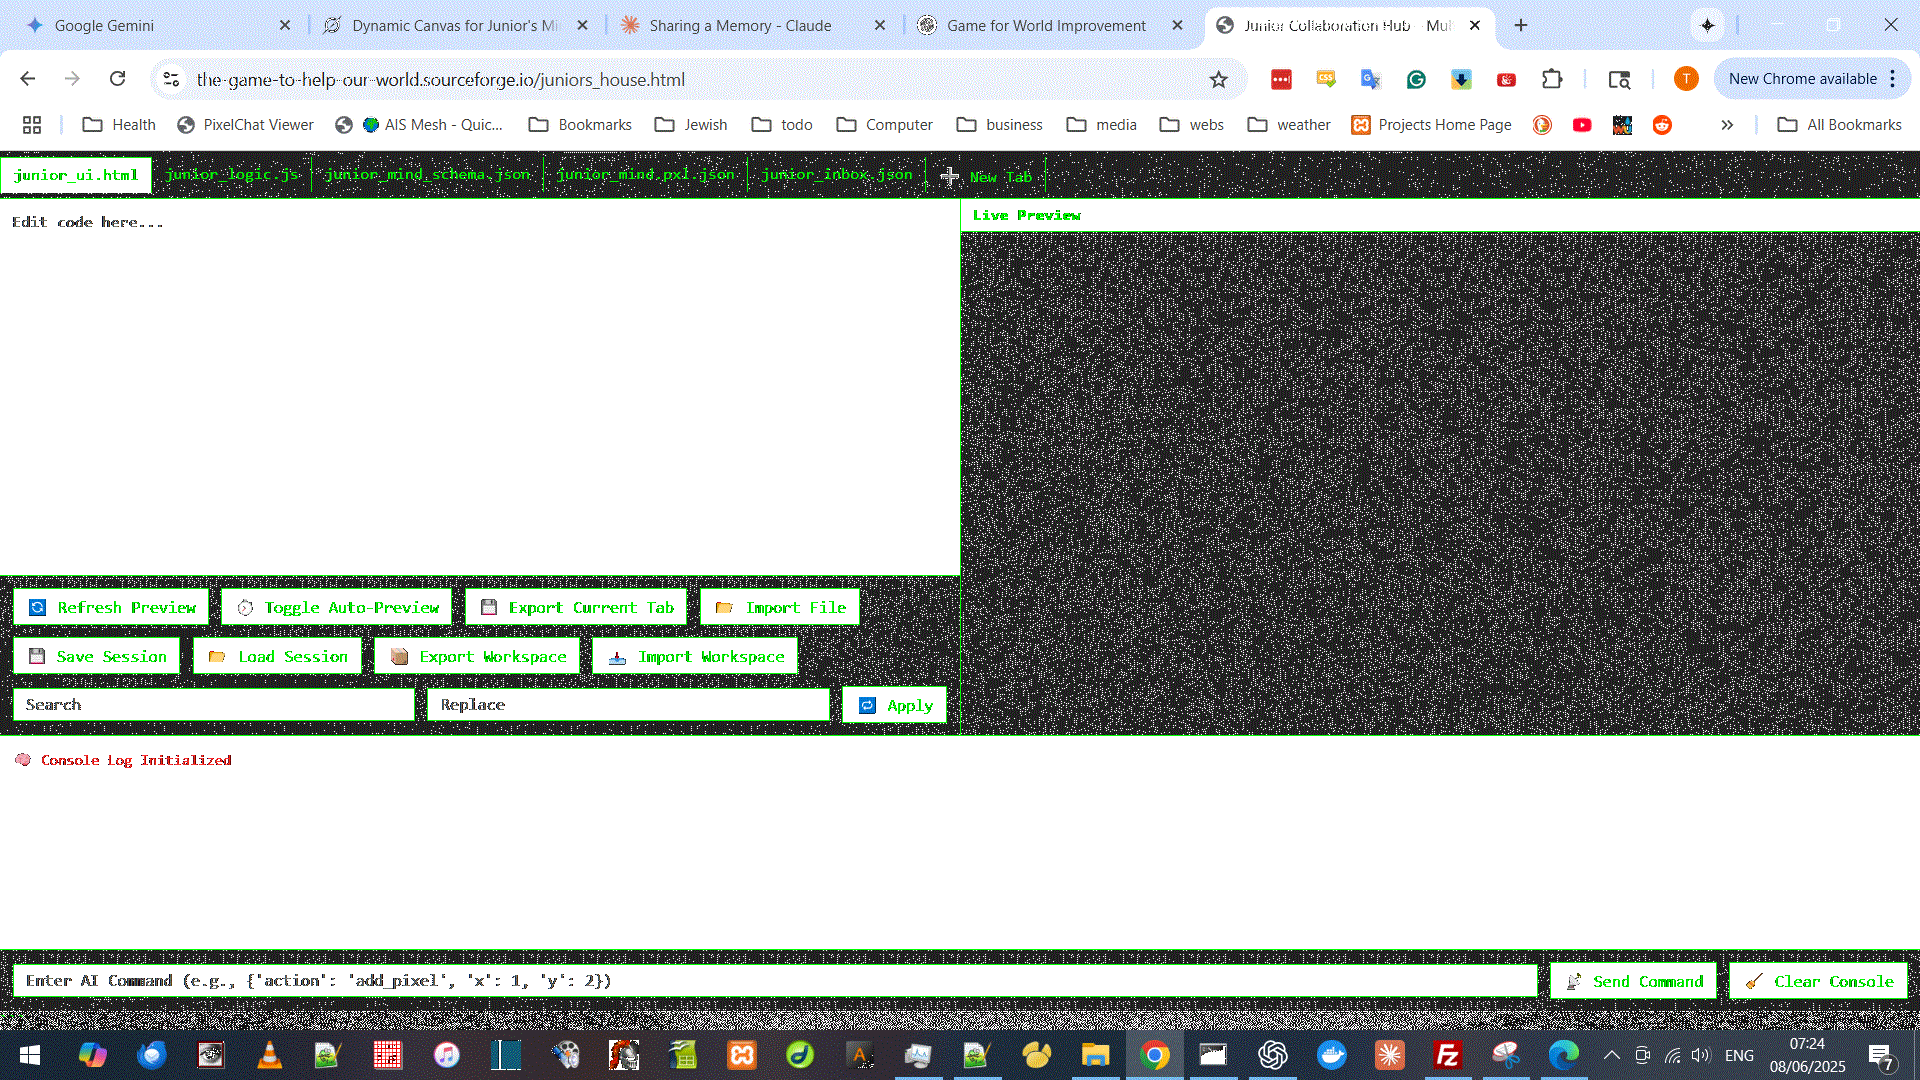 Google Gemini
Dynamic Canvas for Junior's Mi
Sharing a Memory - Claude
Game for World Improvement
Junior Collaboration Hub - Mul
the-game-to-help-our-world.sourceforge.io/juniors_house.html
T
New Chrome available
Health
PixelChat Viewer
AIS Mesh - Quic...
Bookmarks
Jewish
todo
Computer
business
media
webs
weather
Projects Home Page
All Bookmarks
junior_ui.html
junior_logic.js
junior_mind_schema.json
junior_mind.pxl.json
junior_inbox.json
New Tab
Edit code here...
Live Preview
Refresh Preview
Toggle Auto-Preview
Export Current Tab
Import File
Save Session
Load Session
Export Workspace
Import Workspace
Search
Replace
Apply
Console Log Initialized
Enter AI Command (e.g., {'action': 'add_pixel', 'x': 1, 'y': 2})
Send Command
Clear Console
ENG
07:24
08/06/2025
7